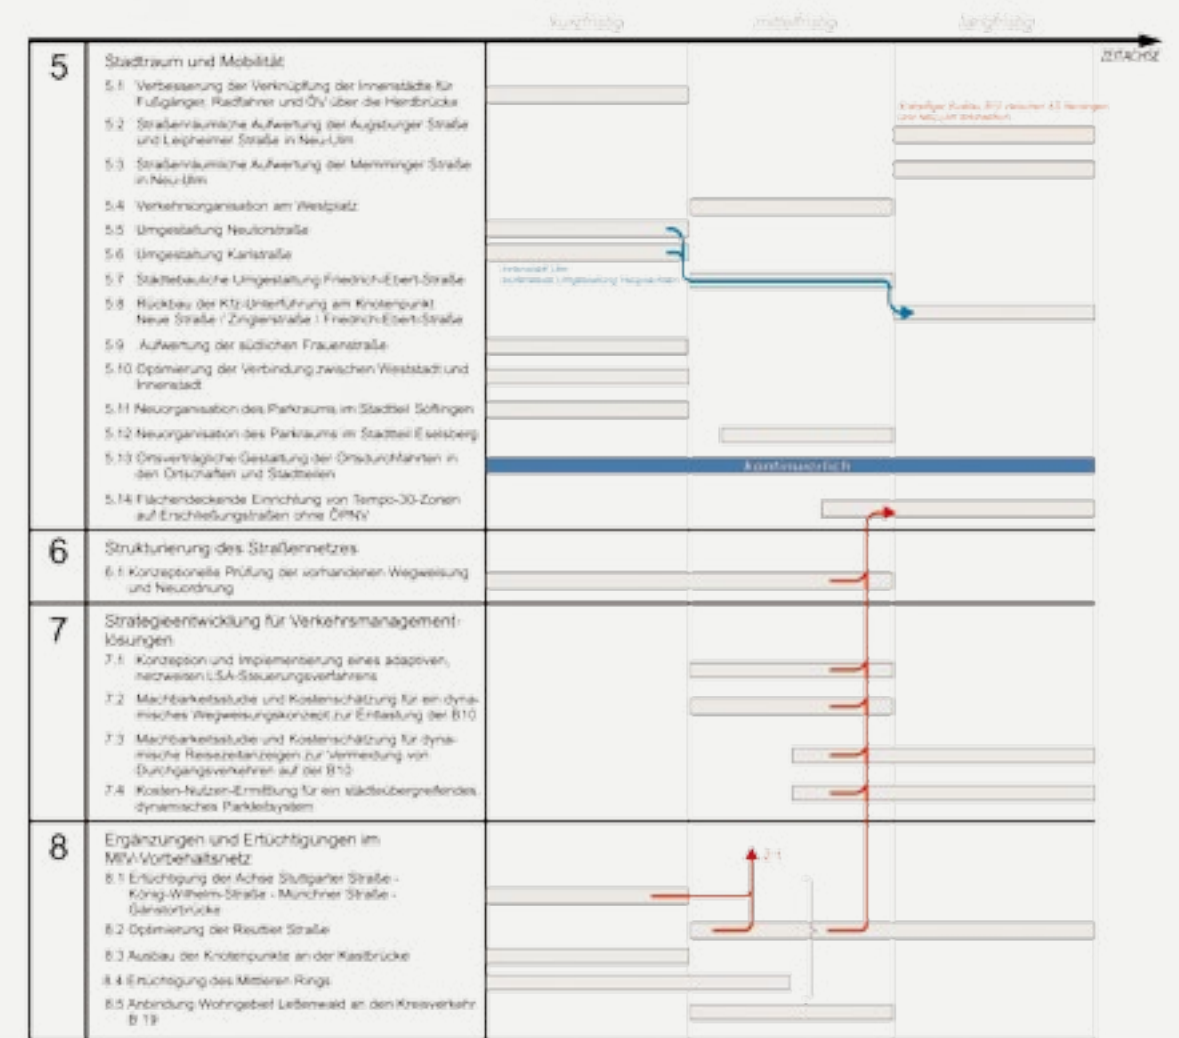 kurzfristig mittelfristig langfristig
ZEITACHSE
5 Stadtraum und Mobilität
5.1 Verbesserung der Verknüpfung der Innenstädte für
Fußgänger, Radfahrer und ÖV über die Herdbrücke
5.2 Straßenräumliche Aufwertung der Augsburger Straße
und Leipheimer Straße in Neu-Ulm
5.3 Straßenräumliche Aufwertung der Memminger Straße
in Neu-Ulm
5.4 Verkehrsorganisation am Westplatz
5.5 Umgestaltung Neutorstraße
5.6 Umgestaltung Karlstraße
5.7 Städtebauliche Umgestaltung Friedrich-Ebert-Straße
5.8 Rückbau der Kfz-Unterführung am Knotenpunkt
Neue Straße / Zinglerstraße / Friedrich-Ebert-Straße
5.9 Aufwertung der südlichen Frauenstraße
5.10 Optimierung der Verbindung zwischen Weststadt und
Innenstadt
5.11 Neuorganisation des Parkraums im Stadtteil Söflingen
5.12 Neuorganisation des Parkraums im Stadtteil Eselsberg
5.13 Ortsverträgliche Gestaltung der Ortsdurchfahrten in
den Ortschaften und Stadtteilen
kontinuierlich
5.14 Flächendeckende Einrichtung von Tempo-30-Zonen
auf Erschließungstraßen ohne ÖPNV
6 Strukturierung des Straßennetzes
6.1 Konzeptionelle Prüfung der vorhandenen Wegweisung
und Neuordnung
7 Strategieentwicklung für Verkehrsmanagement-
lösungen
7.1 Konzeption und Implementierung eines adaptiven,
netzweiten LSA-Steuerungsverfahrens
7.2 Machbarkeitsstudie und Kostenschätzung für ein dyna-
misches Wegweisungskonzept zur Entlastung der B10
7.3 Machbarkeitsstudie und Kostenschätzung für dyna-
mische Reisezeitanzeigen zur Vermeidung von
Durchgangsverkehren auf der B10
7.4 Kosten-Nutzen-Ermittlung für ein städteübergreifendes,
dynamisches Parkleitsystem
8 Ergänzungen und Ertüchtigungen im
MIV-Vorbehaltsnetz
8.1 Ertüchtigung der Achse Stuttgarter Straße -
König-Wilhelm-Straße - Münchner Straße -
Gänstorbrücke
8.2 Optimierung der Reuttier Straße
8.3 Ausbau der Knotenpunkte an der Kastbrücke
8.4 Ertüchtigung des Mittleren Rings
8.5 Anbindung Wohngebiet Lettenwald an den Kreisverkehr
B 19